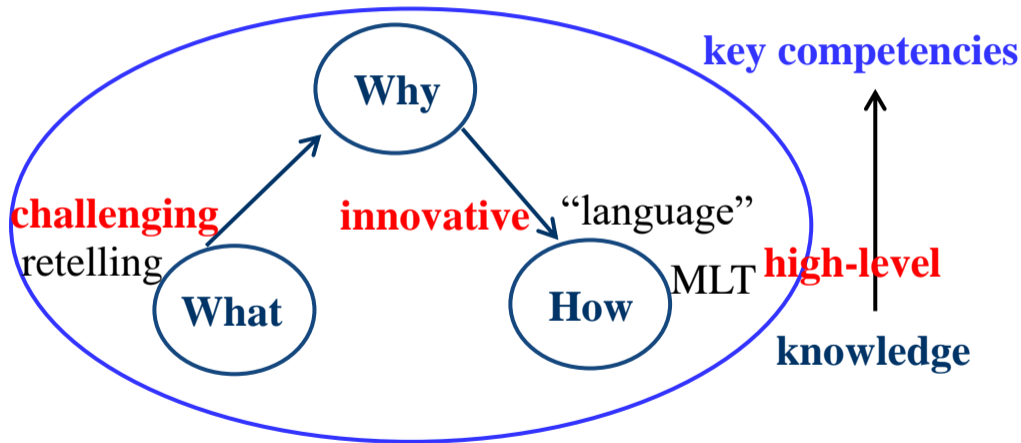 key competencies
Why
challenging
innovative
“language”
retelling
high-level
MLT
What
How
knowledge